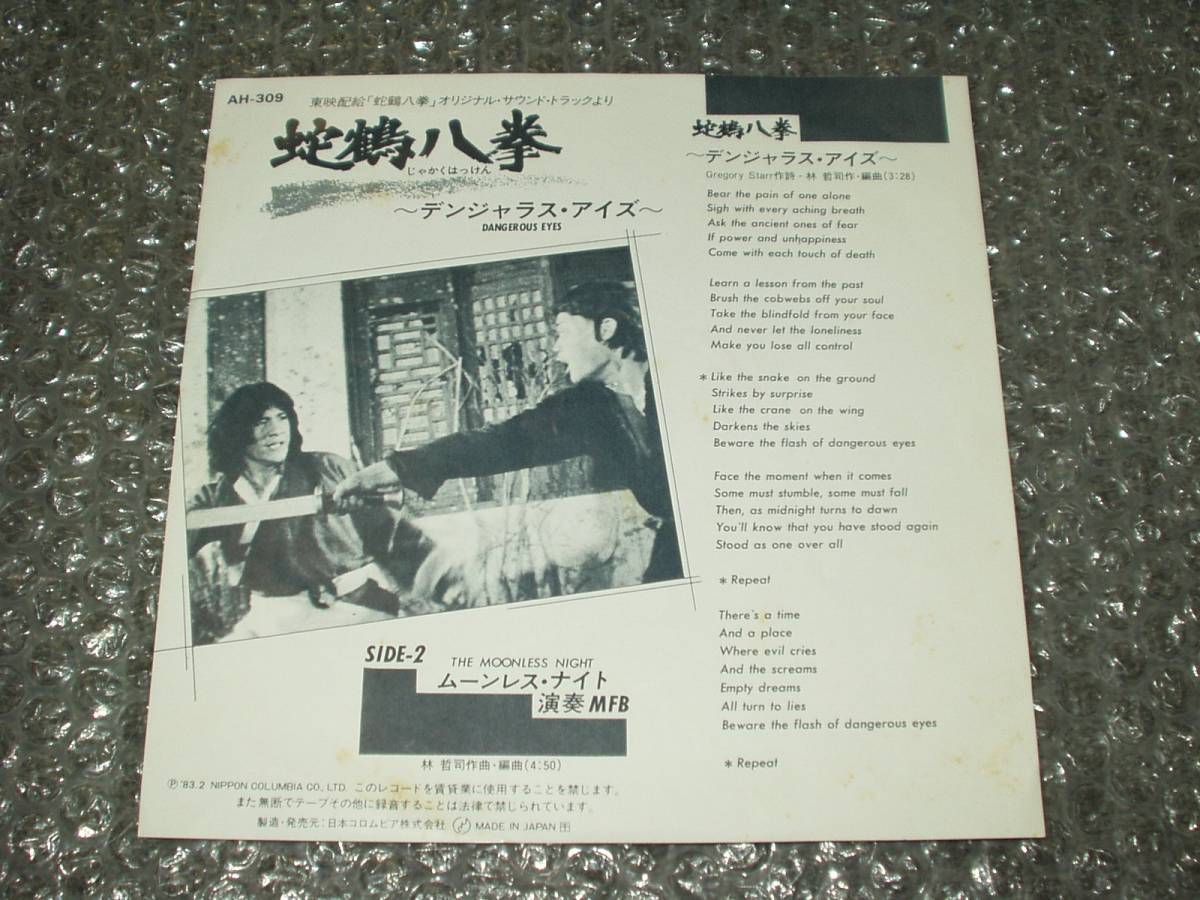 AH-309
東映配給「蛇鶴八拳」オリジナル・サウンド・トラックより
蛇鶴八拳
じゃかくはっけん
〜デンジャラス・アイズ〜
DANGEROUS EYES
SIDE-2
THE MOONLESS NIGHT
ムーンレス・ナイト
演奏 MFB
林 哲司作曲・編曲(4:50)
Ⓟ '83.2 NIPPON COLUMBIA CO., LTD. このレコードを賃貸業に使用することを禁じます。
また無断でテープその他に録音することは法律で禁じられています。
製造・発売元:日本コロムビア株式会社 MADE IN JAPAN
蛇鶴八拳
〜デンジャラス・アイズ〜
Gregory Starr作詩・林 哲司作・編曲(3:28)
Bear the pain of one alone
Sigh with every aching breath
Ask the ancient ones of fear
If power and unhappiness
Come with each touch of death
Learn a lesson from the past
Brush the cobwebs off your soul
Take the blindfold from your face
And never let the loneliness
Make you lose all control
* Like the snake on the ground
Strikes by surprise
Like the crane on the wing
Darkens the skies
Beware the flash of dangerous eyes
Face the moment when it comes
Some must stumble, some must fall
Then, as midnight turns to dawn
You'll know that you have stood again
Stood as one over all
* Repeat
There's a time
And a place
Where evil cries
And the screams
Empty dreams
All turn to lies
Beware the flash of dangerous eyes
* Repeat